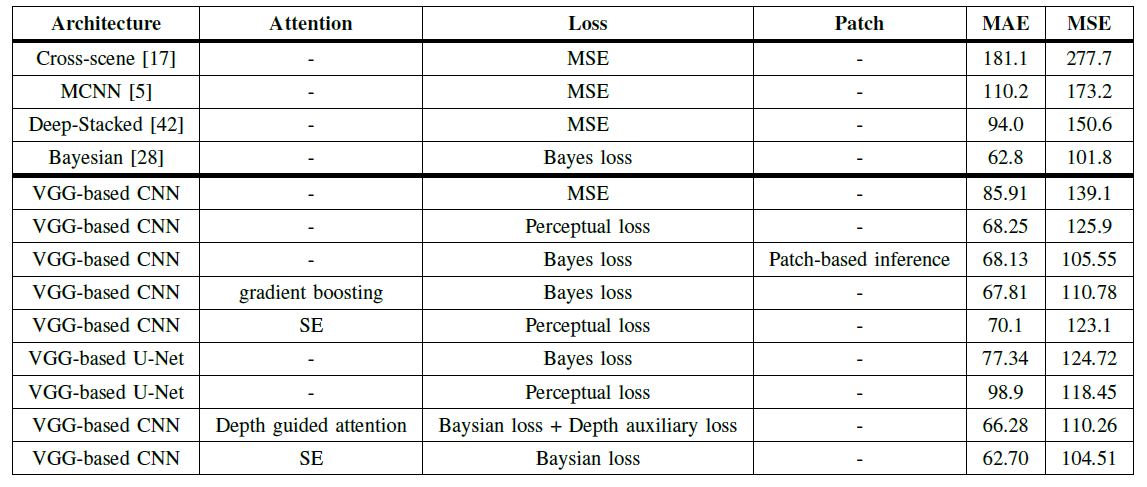 Architecture Attention Loss Patch MAE MSE
Cross-scene [17] - MSE - 181.1 277.7
MCNN [5] - MSE - 110.2 173.2
Deep-Stacked [42] - MSE - 94.0 150.6
Bayesian [28] - Bayes loss - 62.8 101.8
VGG-based CNN - MSE - 85.91 139.1
VGG-based CNN - Perceptual loss - 68.25 125.9
VGG-based CNN - Bayes loss Patch-based inference 68.13 105.55
VGG-based CNN gradient boosting Bayes loss - 67.81 110.78
VGG-based CNN SE Perceptual loss - 70.1 123.1
VGG-based U-Net - Bayes loss - 77.34 124.72
VGG-based U-Net - Perceptual loss - 98.9 118.45
VGG-based CNN Depth guided attention Baysian loss + Depth auxiliary loss - 66.28 110.26
VGG-based CNN SE Baysian loss - 62.70 104.51